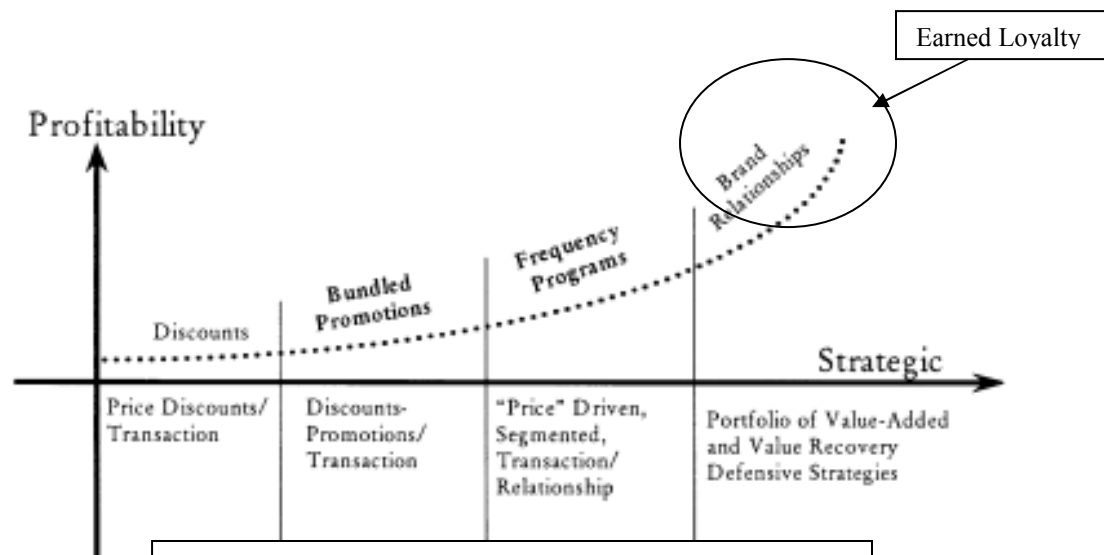 Earned Loyalty
Profitability
Brand
Relationships
Frequency
Programs
Bundled
Promotions
Discounts
Strategic
Price Discounts/
Transaction
Discounts-
Promotions/
Transaction
"Price" Driven,
Segmented,
Transaction/
Relationship
Portfolio of Value-Added
and Value Recovery
Defensive Strategies